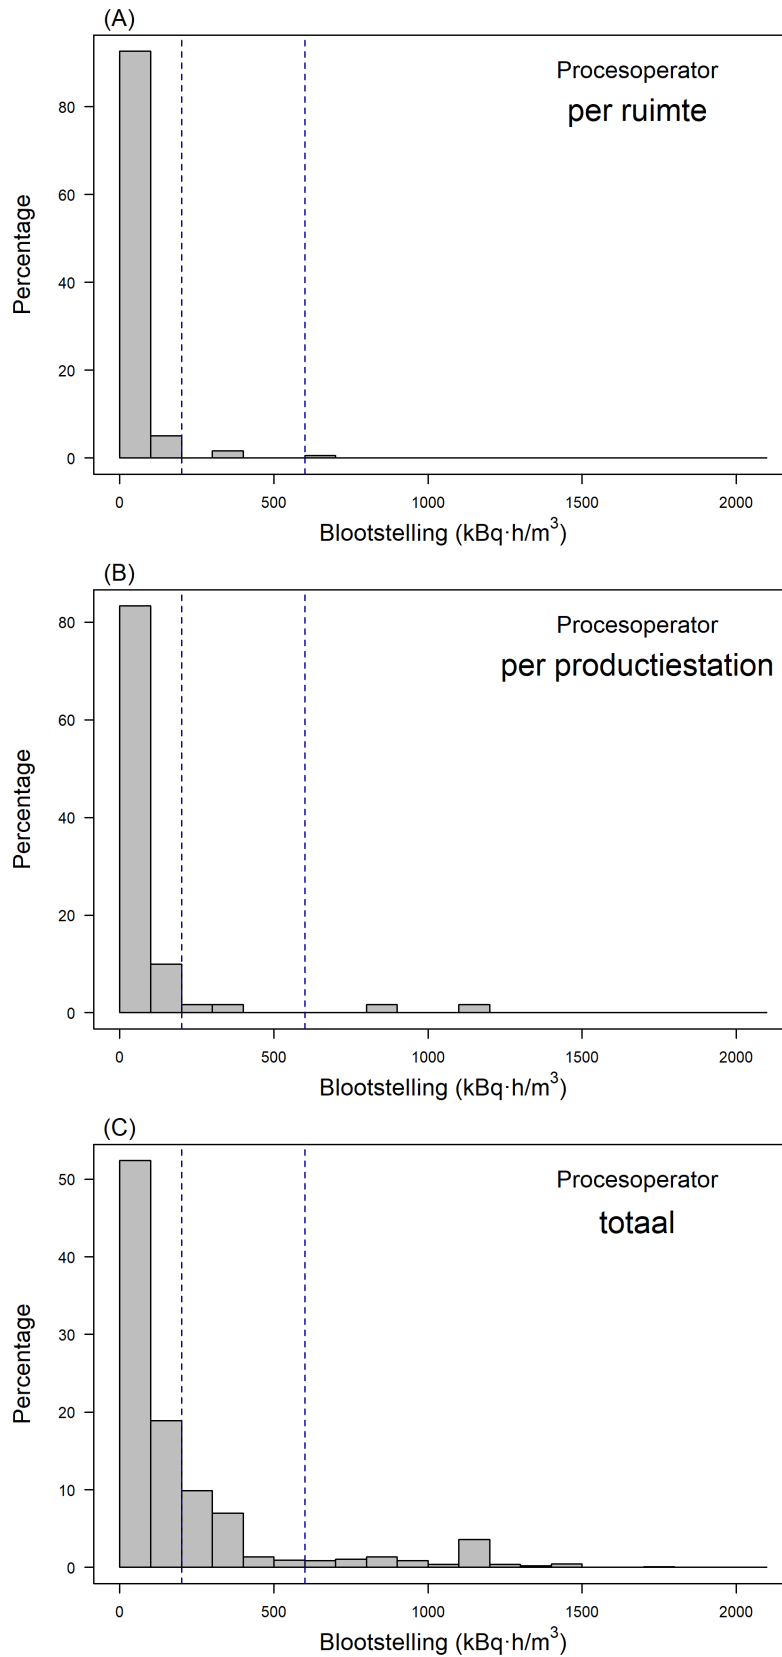 (A)
Procesoperator
per ruimte
Percentage
80
60
40
20
0
0 500 1000 1500 2000
Blootstelling (kBq·h/m³)
(B)
Procesoperator
per productiestation
Percentage
80
60
40
20
0
0 500 1000 1500 2000
Blootstelling (kBq·h/m³)
(C)
Procesoperator
totaal
Percentage
50
40
30
20
10
0
0 500 1000 1500 2000
Blootstelling (kBq·h/m³)